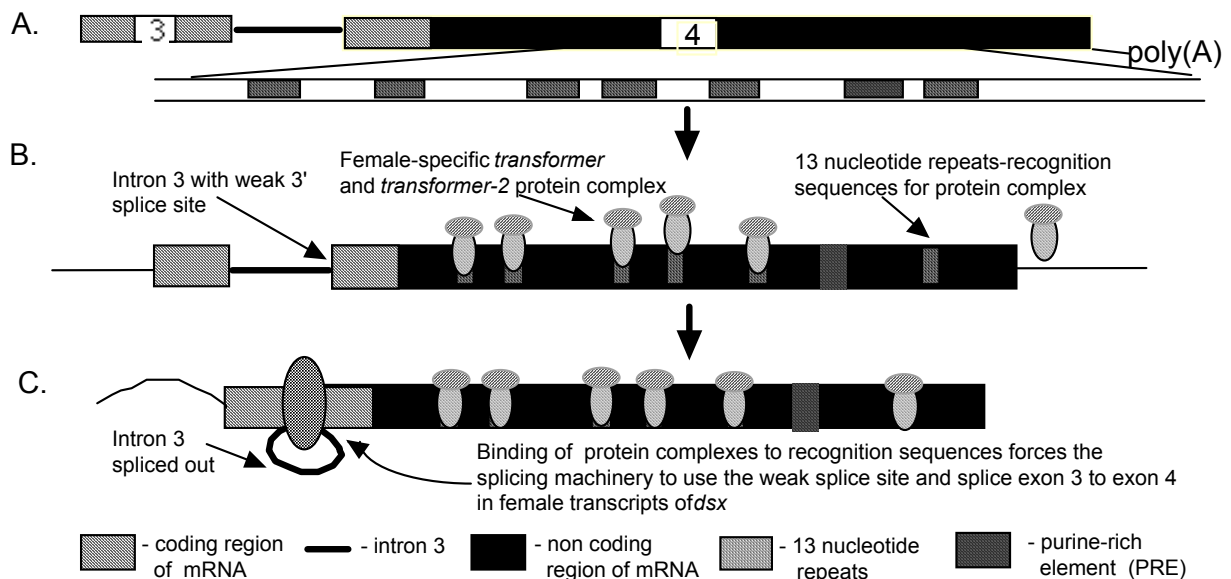 A.
3
4
poly(A)
B.
Intron 3 with weak 3'
splice site
Female-specific transformer
and transformer-2 protein complex
13 nucleotide repeats-recognition
sequences for protein complex
C.
Intron 3
spliced out
Binding of protein complexes to recognition sequences forces the
splicing machinery to use the weak splice site and splice exon 3 to exon 4
in female transcripts ofdsx
- coding region
of mRNA
- intron 3
- non coding
region of mRNA
- 13 nucleotide
repeats
- purine-rich
element (PRE)